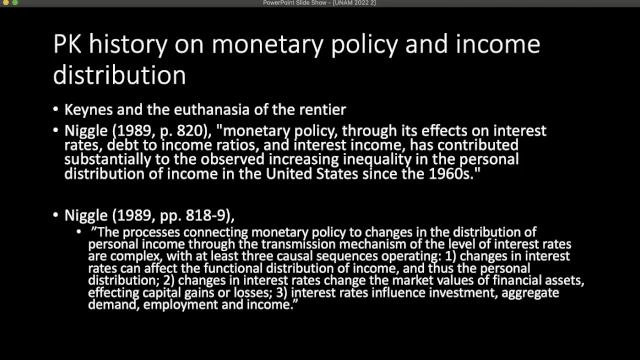 PowerPoint Slide Show - [UNAM 2022 2]
PK history on monetary policy and income
distribution
• Keynes and the euthanasia of the rentier
• Niggle (1989, p. 820), "monetary policy, through its effects on interest
rates, debt to income ratios, and interest income, has contributed
substantially to the observed increasing inequality in the personal
distribution of income in the United States since the 1960s."
• Niggle (1989, pp. 818-9),
• ”The processes connecting monetary policy to changes in the distribution of
personal income through the transmission mechanism of the level of interest rates
are complex, with at least three causal sequences operating: 1) changes in interest
rates can affect the functional distribution of income, and thus the personal
distribution; 2) changes in interest rates change the market values of financial assets,
effecting capital gains or losses; 3) interest rates influence investment, aggregate
demand, employment and income.”